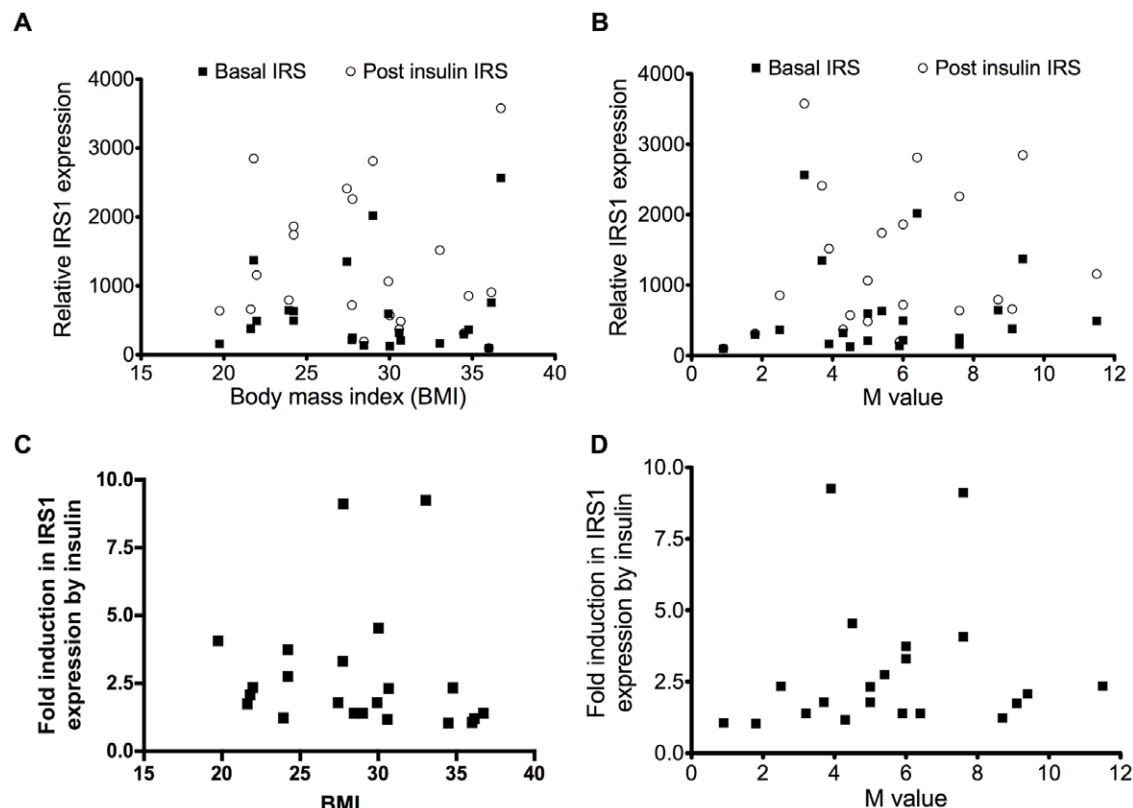 A
■ Basal IRS ○ Post insulin IRS
Relative IRS1 expression
4000
3000
2000
1000
0
15 20 25 30 35 40
Body mass index (BMI)
B
■ Basal IRS ○ Post insulin IRS
Relative IRS1 expression
4000
3000
2000
1000
0
0 2 4 6 8 10 12
M value
C
Fold induction in IRS1
expression by insulin
10.0
7.5
5.0
2.5
0.0
15 20 25 30 35 40
BMI
D
Fold induction in IRS1
expression by insulin
10.0
7.5
5.0
2.5
0.0
0 2 4 6 8 10 12
M value